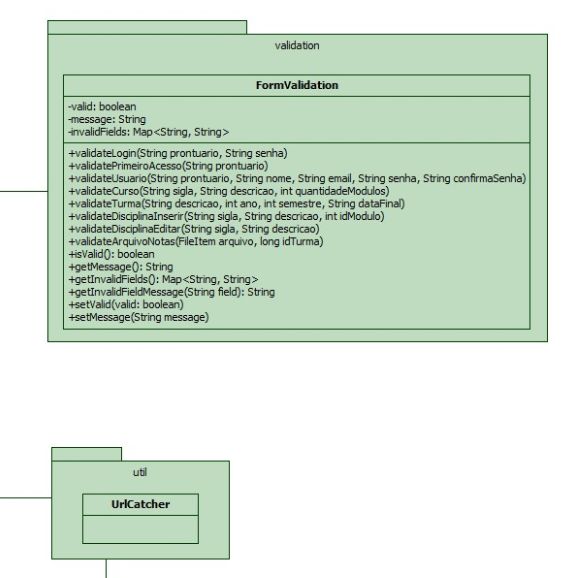 validation
FormValidation
-valid: boolean
-message: String
-invalidFields: Map<String, String>
+validateLogin(String prontuario, String senha)
+validatePrimeiroAcesso(String prontuario)
+validateUsuario(String prontuario, String nome, String email, String senha, String confirmaSenha)
+validateCurso(String sigla, String descricao, int quantidadeModulos)
+validateTurma(String descricao, int ano, int semestre, String dataFinal)
+validateDisciplinaInserir(String sigla, String descricao, int idModulo)
+validateDisciplinaEditar(String sigla, String descricao)
+validateArquivoNotas(FileItem arquivo, long idTurma)
+isValid(): boolean
+getMessage(): String
+getInvalidFields(): Map<String, String>
+getInvalidFieldMessage(String field): String
+setValid(valid: boolean)
+setMessage(String message)
util
UrlCatcher